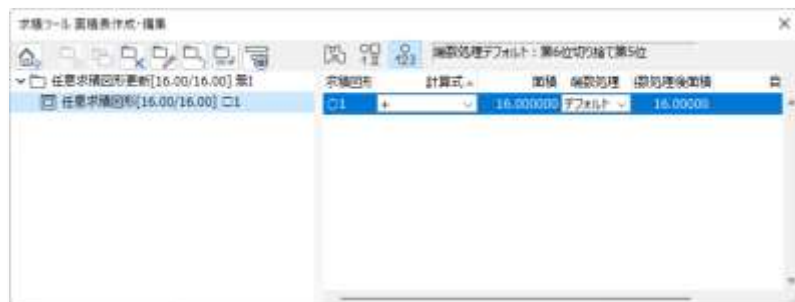 求積ツール 面積表作成・編集
端数処理デフォルト：第6位切り捨て第5位
任意求積図形更新[16.00/16.00] 築1
任意求積図形[16.00/16.00] □1
求積図形 計算式 面積 端数処理 端数処理後面積
□1 + 16.000000 デフォルト 16.00000